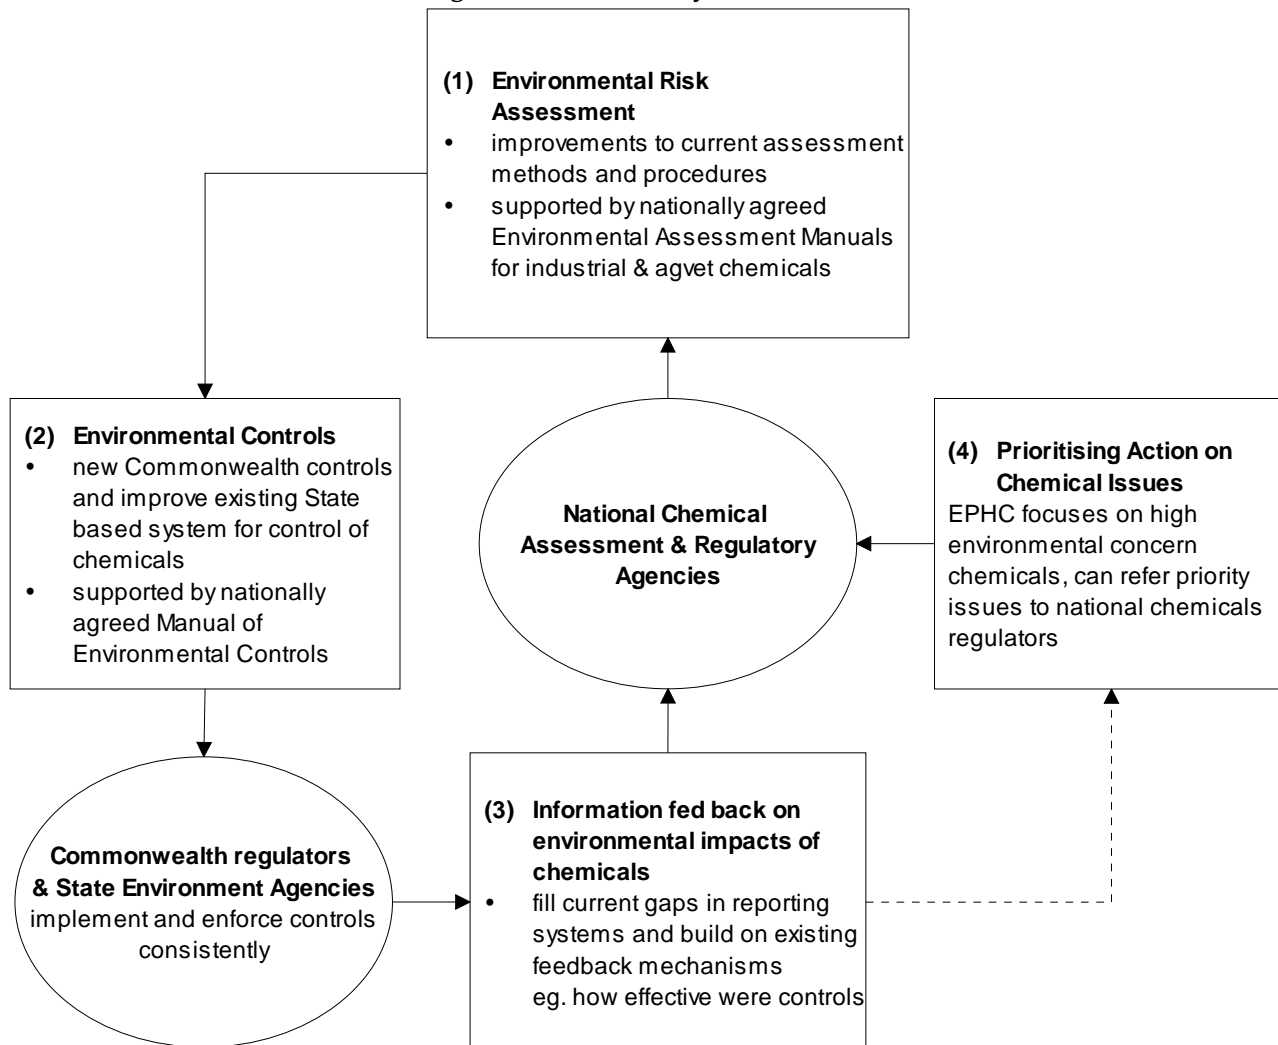 (1) Environmental Risk
Assessment
• improvements to current assessment
methods and procedures
• supported by nationally agreed
Environmental Assessment Manuals
for industrial & agvet chemicals
(2) Environmental Controls
• new Commonwealth controls
and improve existing State
based system for control of
chemicals
• supported by nationally
agreed Manual of
Environmental Controls
National Chemical
Assessment & Regulatory
Agencies
(4) Prioritising Action on
Chemical Issues
EPHC focuses on high
environmental concern
chemicals, can refer priority
issues to national chemicals
regulators
Commonwealth regulators
& State Environment Agencies
implement and enforce controls
consistently
(3) Information fed back on
environmental impacts of
chemicals
• fill current gaps in reporting
systems and build on existing
feedback mechanisms
eg. how effective were controls